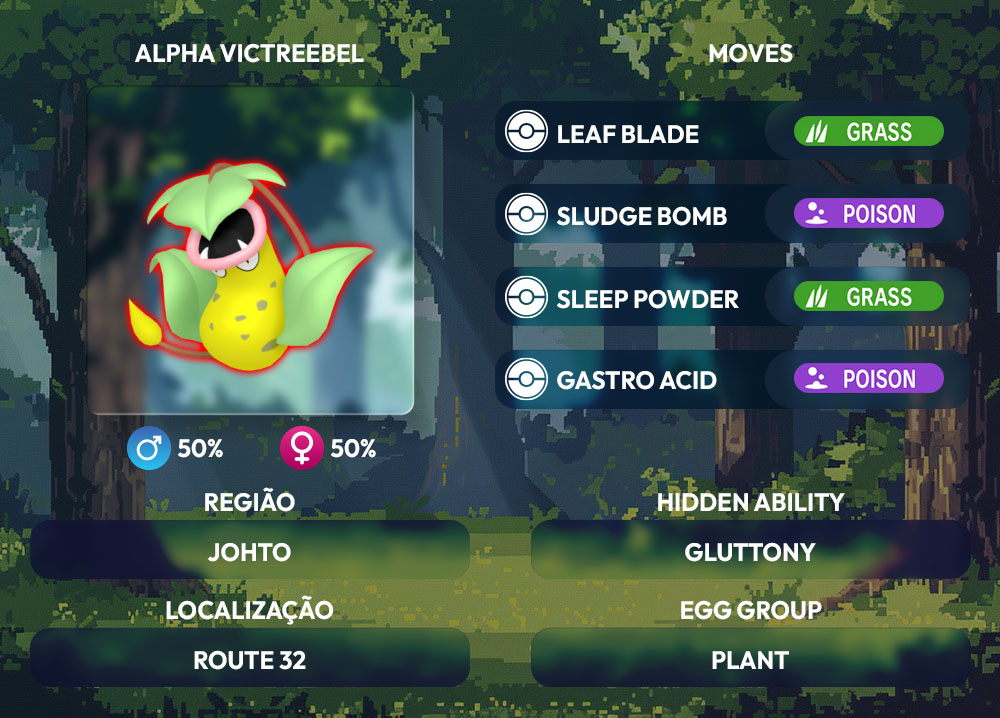 ALPHA VICTREEBEL
50%
50%
REGIÃO
JOHTO
LOCALIZAÇÃO
ROUTE 32
MOVES
LEAF BLADE GRASS
SLUDGE BOMB POISON
SLEEP POWDER GRASS
GASTRO ACID POISON
HIDDEN ABILITY
GLUTTONY
EGG GROUP
PLANT